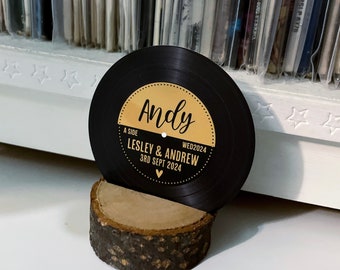 Andy
A SIDE WED2024
LESLEY & ANDREW
3RD SEPT 2024